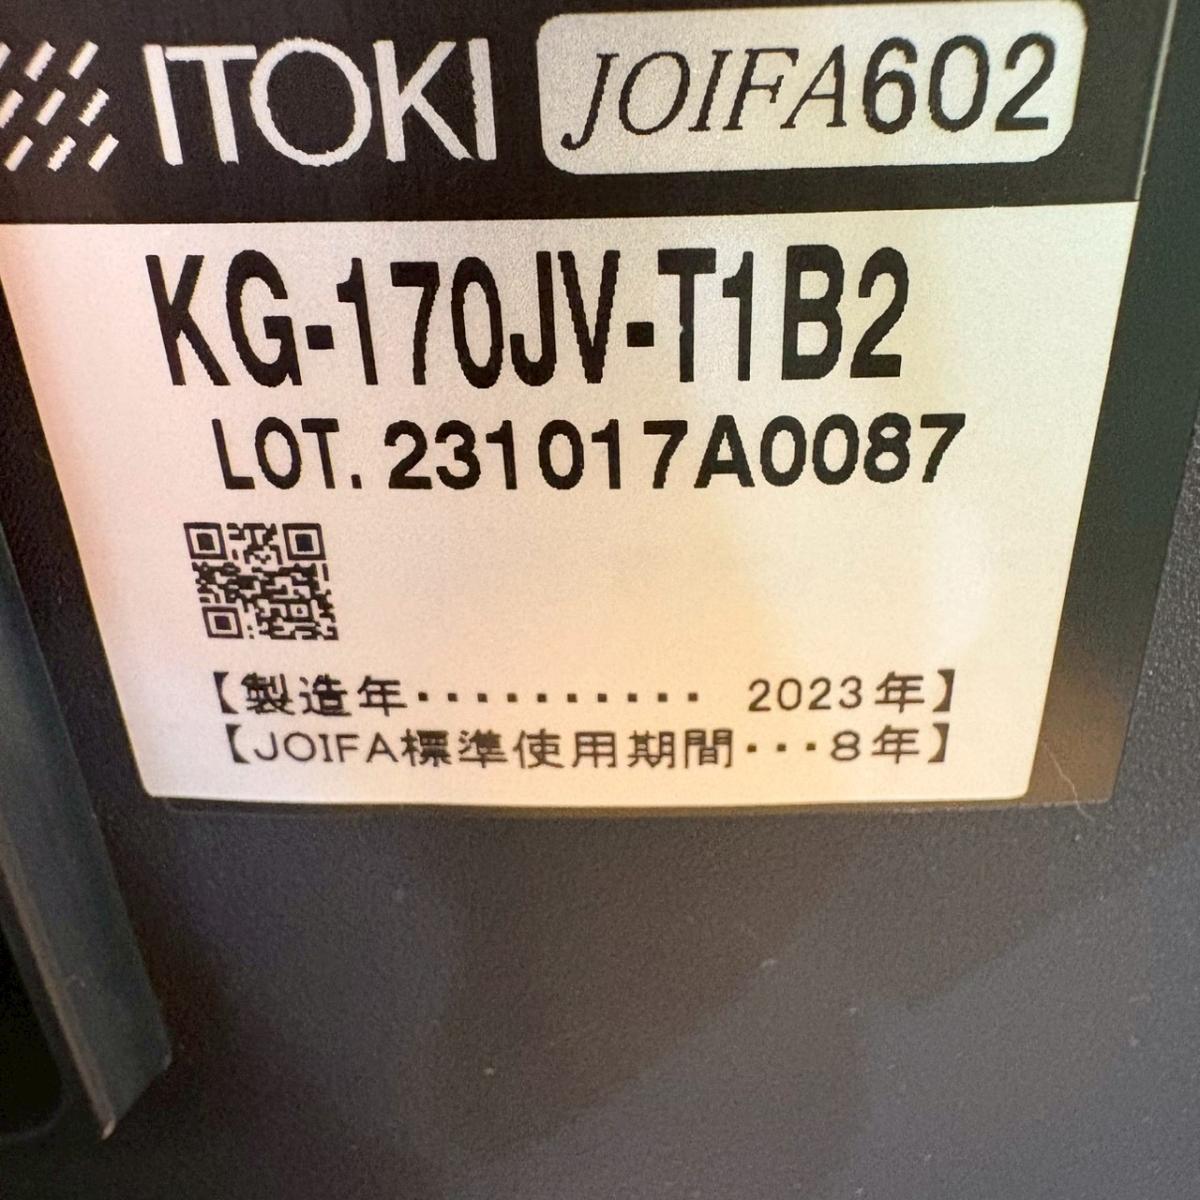 ITOKI JOIFA602
KG-170JV-T1B2
LOT. 231017A0087
【製造年・・・・・・・・・・ 2023年】
【JOIFA標準使用期間・・・8年】